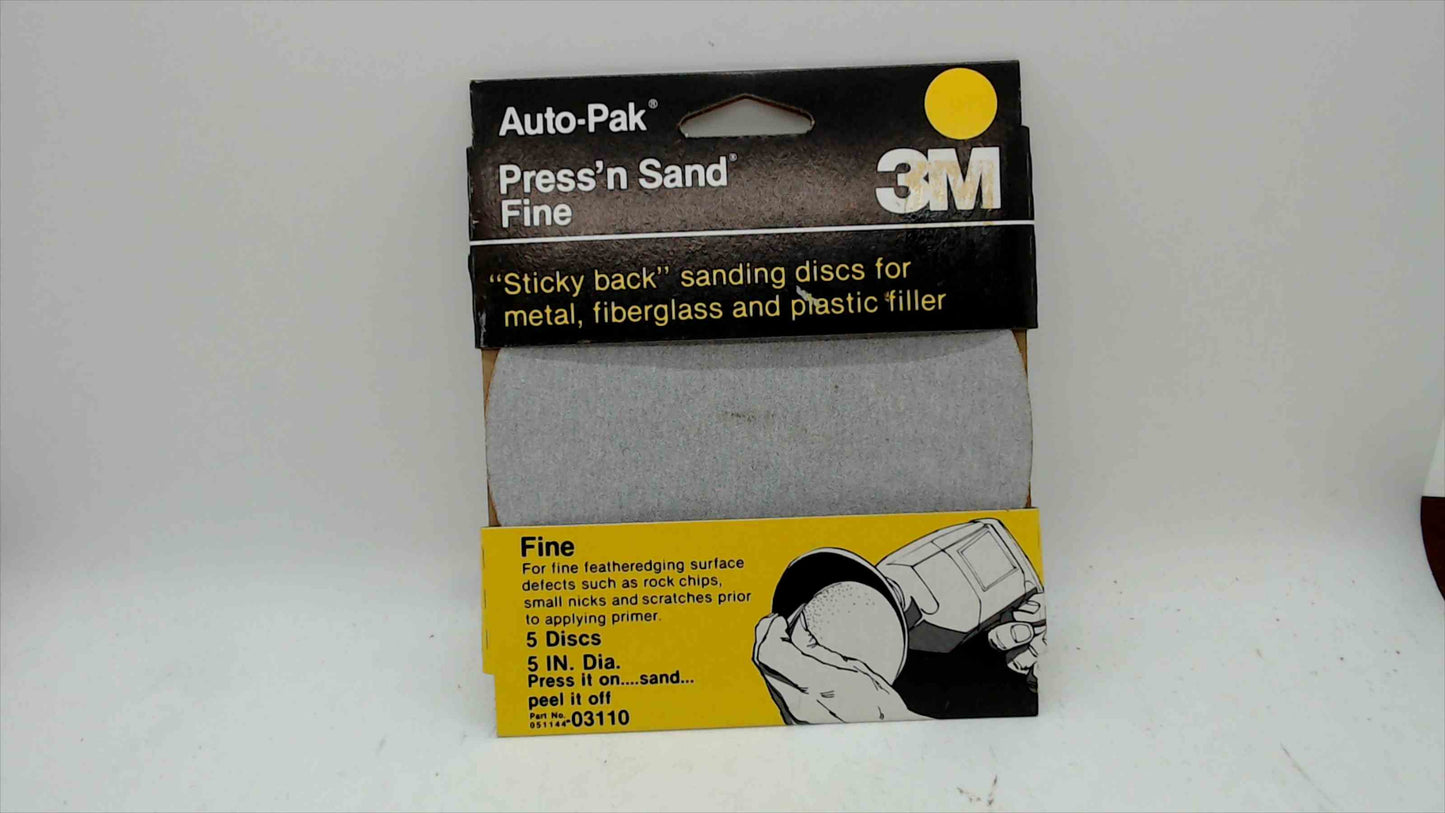 Auto-Pak®
Press'n Sand®
Fine
3M
"Sticky back" sanding discs for
metal, fiberglass and plastic filler
Fine
For fine featheredging surface
defects such as rock chips,
small nicks and scratches prior
to applying primer.
5 Discs
5 IN. Dia.
Press it on....sand...
peel it off
Part No.
051144-03110